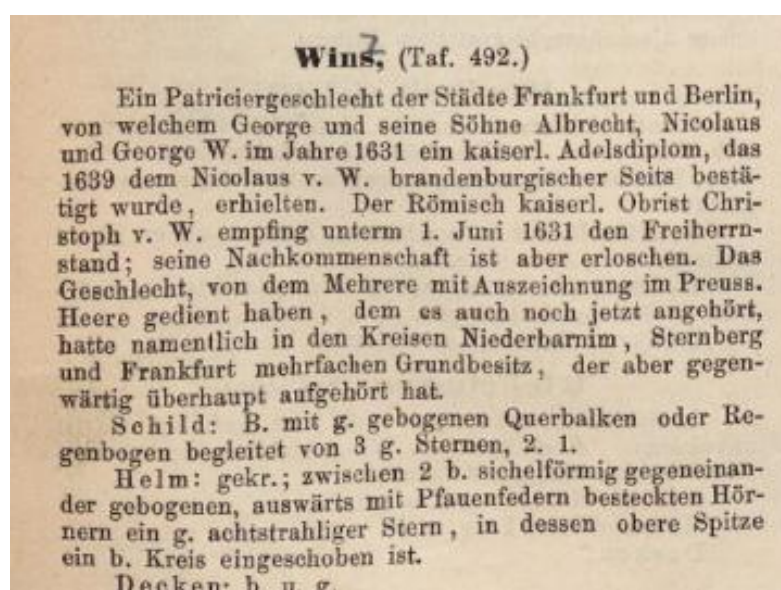 Wins, (Taf. 492.)
Ein Patriciergeschlecht der Städte Frankfurt und Berlin,
von welchem George und seine Söhne Albrecht, Nicolaus
und George W. im Jahre 1631 ein kaiserl. Adelsdiplom, das
1639 dem Nicolaus v. W. brandenburgischer Seits bestä-
tigt wurde, erhielten. Der Römisch kaiserl. Obrist Chri-
stoph v. W. empfing unterm 1. Juni 1631 den Freiherrn-
stand; seine Nachkommenschaft ist aber erloschen. Das
Geschlecht, von dem Mehrere mit Auszeichnung im Preuss.
Heere gedient haben, dem es auch noch jetzt angehört,
hatte namentlich in den Kreisen Niederbarnim, Sternberg
und Frankfurt mehrfachen Grundbesitz, der aber gegen-
wärtig überhaupt aufgehört hat.
Schild: B. mit g. gebogenen Querbalken oder Re-
genbogen begleitet von 3 g. Sternen, 2. 1.
Helm: gekr.; zwischen 2 b. sichelförmig gegeneinan-
der gebogenen, auswärts mit Pfauenfedern besteckten Hör-
nern ein g. achtstrahliger Stern, in dessen obere Spitze
ein b. Kreis eingeschoben ist.
Decken: b. u. g.